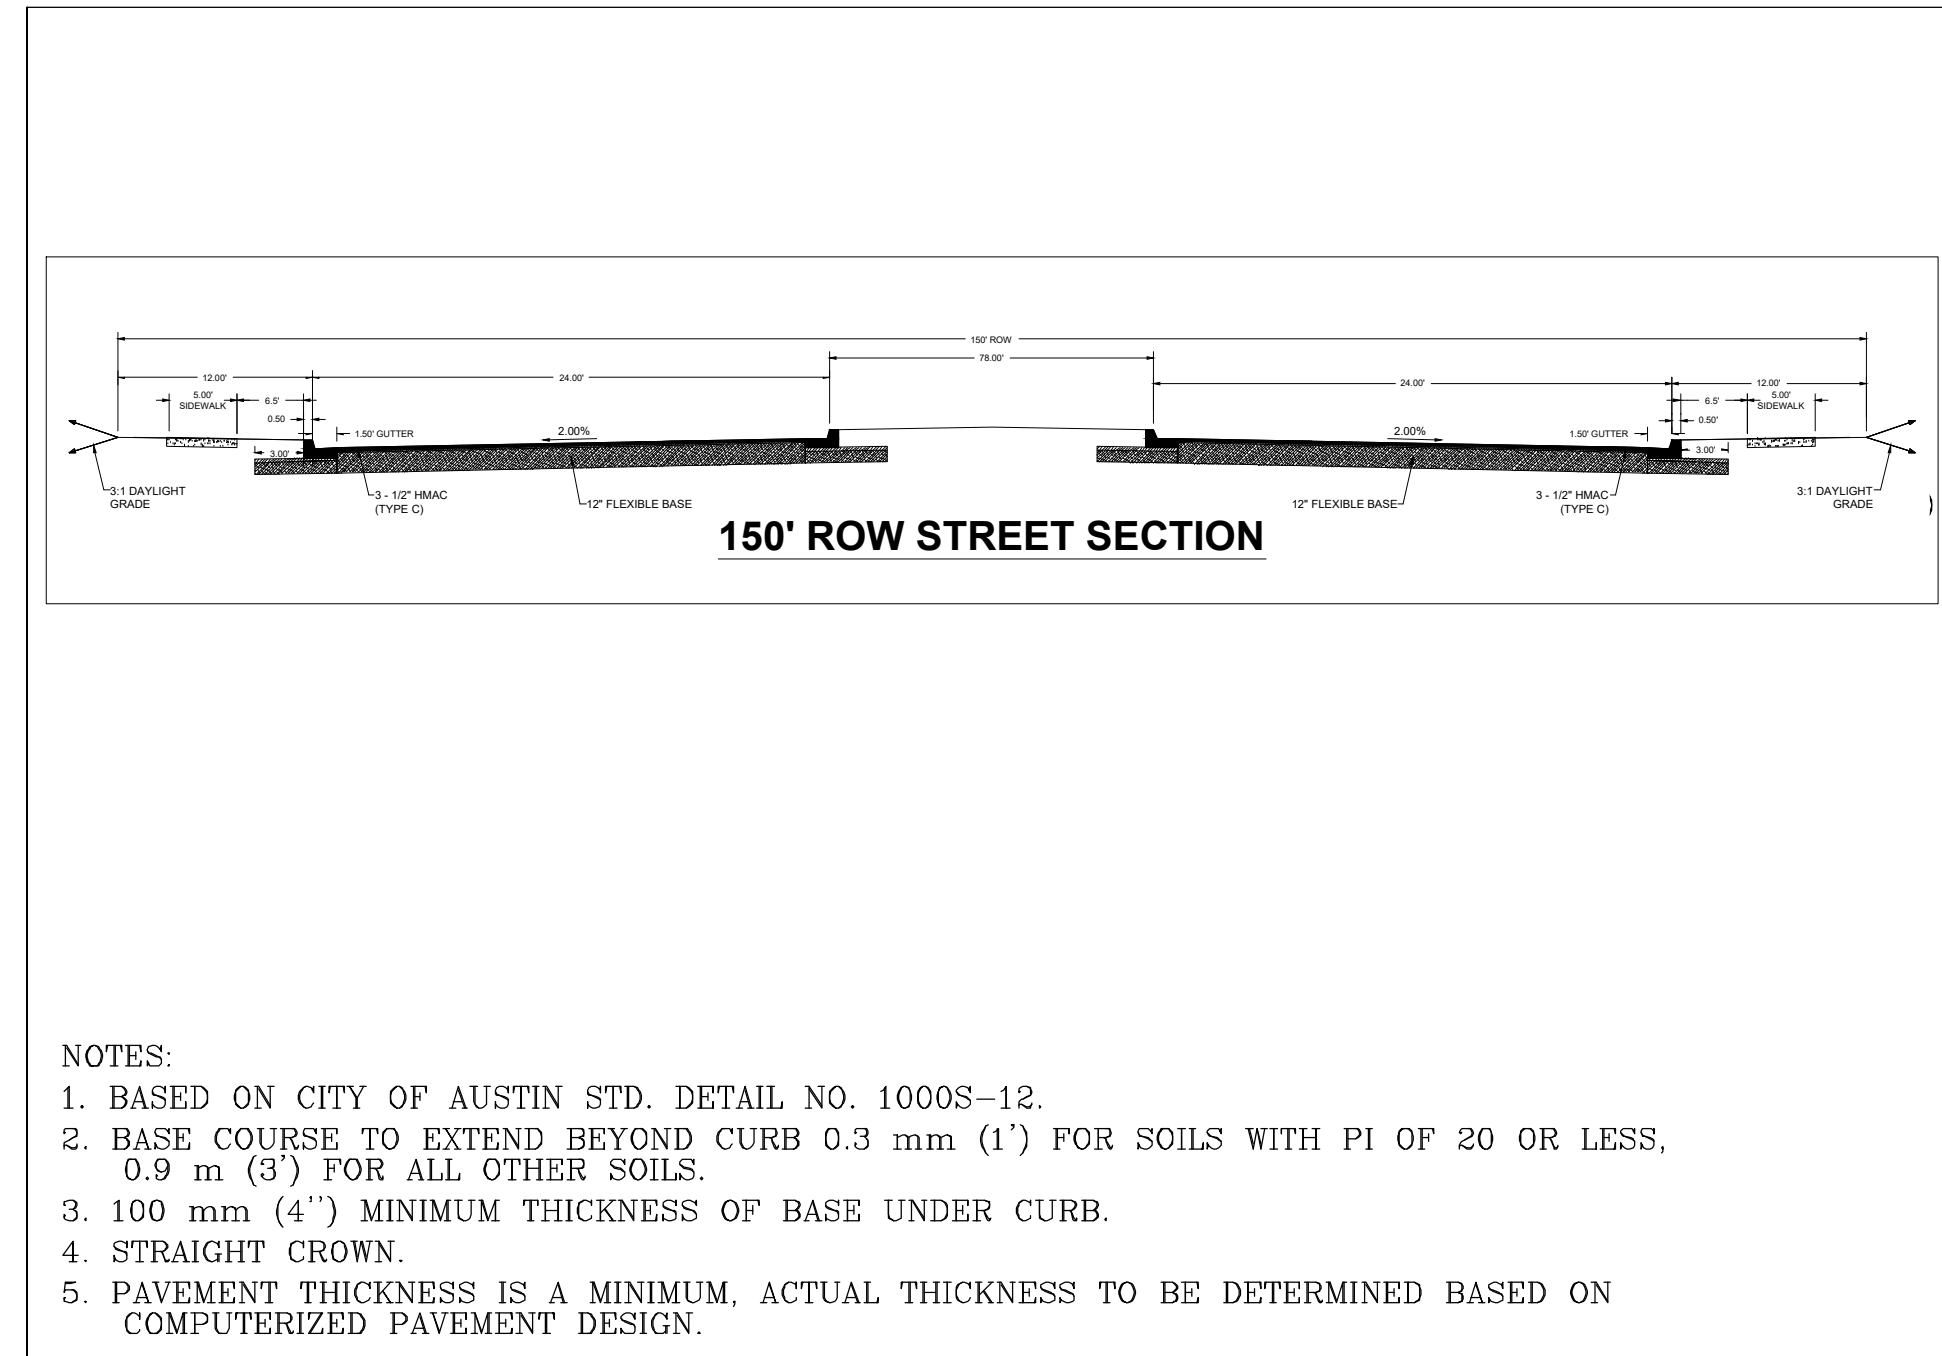 150' ROW
78.00'
12.00'
24.00'
24.00'
12.00'
5.00'
SIDEWALK
6.5'
6.5'
5.00'
SIDEWALK
0.50
0.50'
1.50' GUTTER
2.00%
2.00%
1.50' GUTTER
3.00'
3.00'
3:1 DAYLIGHT
GRADE
3 - 1/2" HMAC
(TYPE C)
12" FLEXIBLE BASE
12" FLEXIBLE BASE
3 - 1/2" HMAC
(TYPE C)
3:1 DAYLIGHT
GRADE
)
150' ROW STREET SECTION
NOTES:
1. BASED ON CITY OF AUSTIN STD. DETAIL NO. 1000S-12.
2. BASE COURSE TO EXTEND BEYOND CURB 0.3 mm (1') FOR SOILS WITH PI OF 20 OR LESS,
0.9 m (3') FOR ALL OTHER SOILS.
3. 100 mm (4'') MINIMUM THICKNESS OF BASE UNDER CURB.
4. STRAIGHT CROWN.
5. PAVEMENT THICKNESS IS A MINIMUM, ACTUAL THICKNESS TO BE DETERMINED BASED ON
COMPUTERIZED PAVEMENT DESIGN.